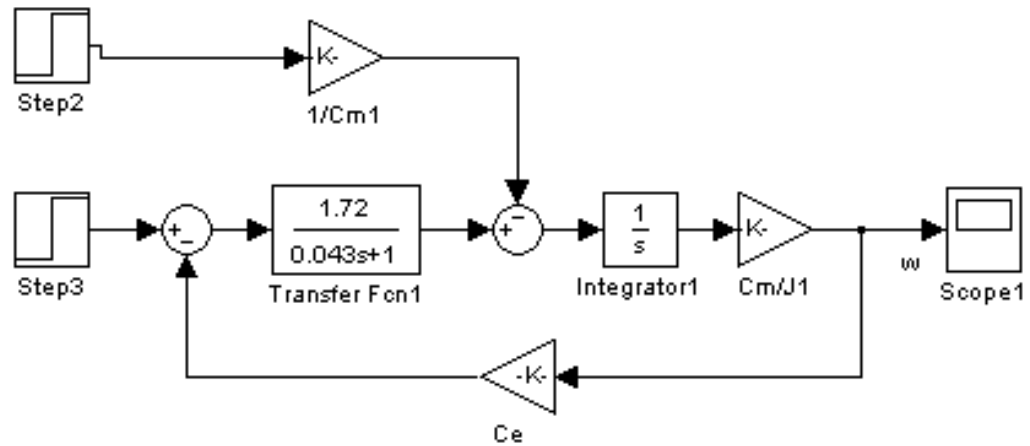 Step2
K-
1/Cm1
Step3
+
−
1.72
0.043s+1
Transfer Fcn1
−
+
1
s
Integrator1
K-
Cm/J1
w
Scope1
-K-
Ce